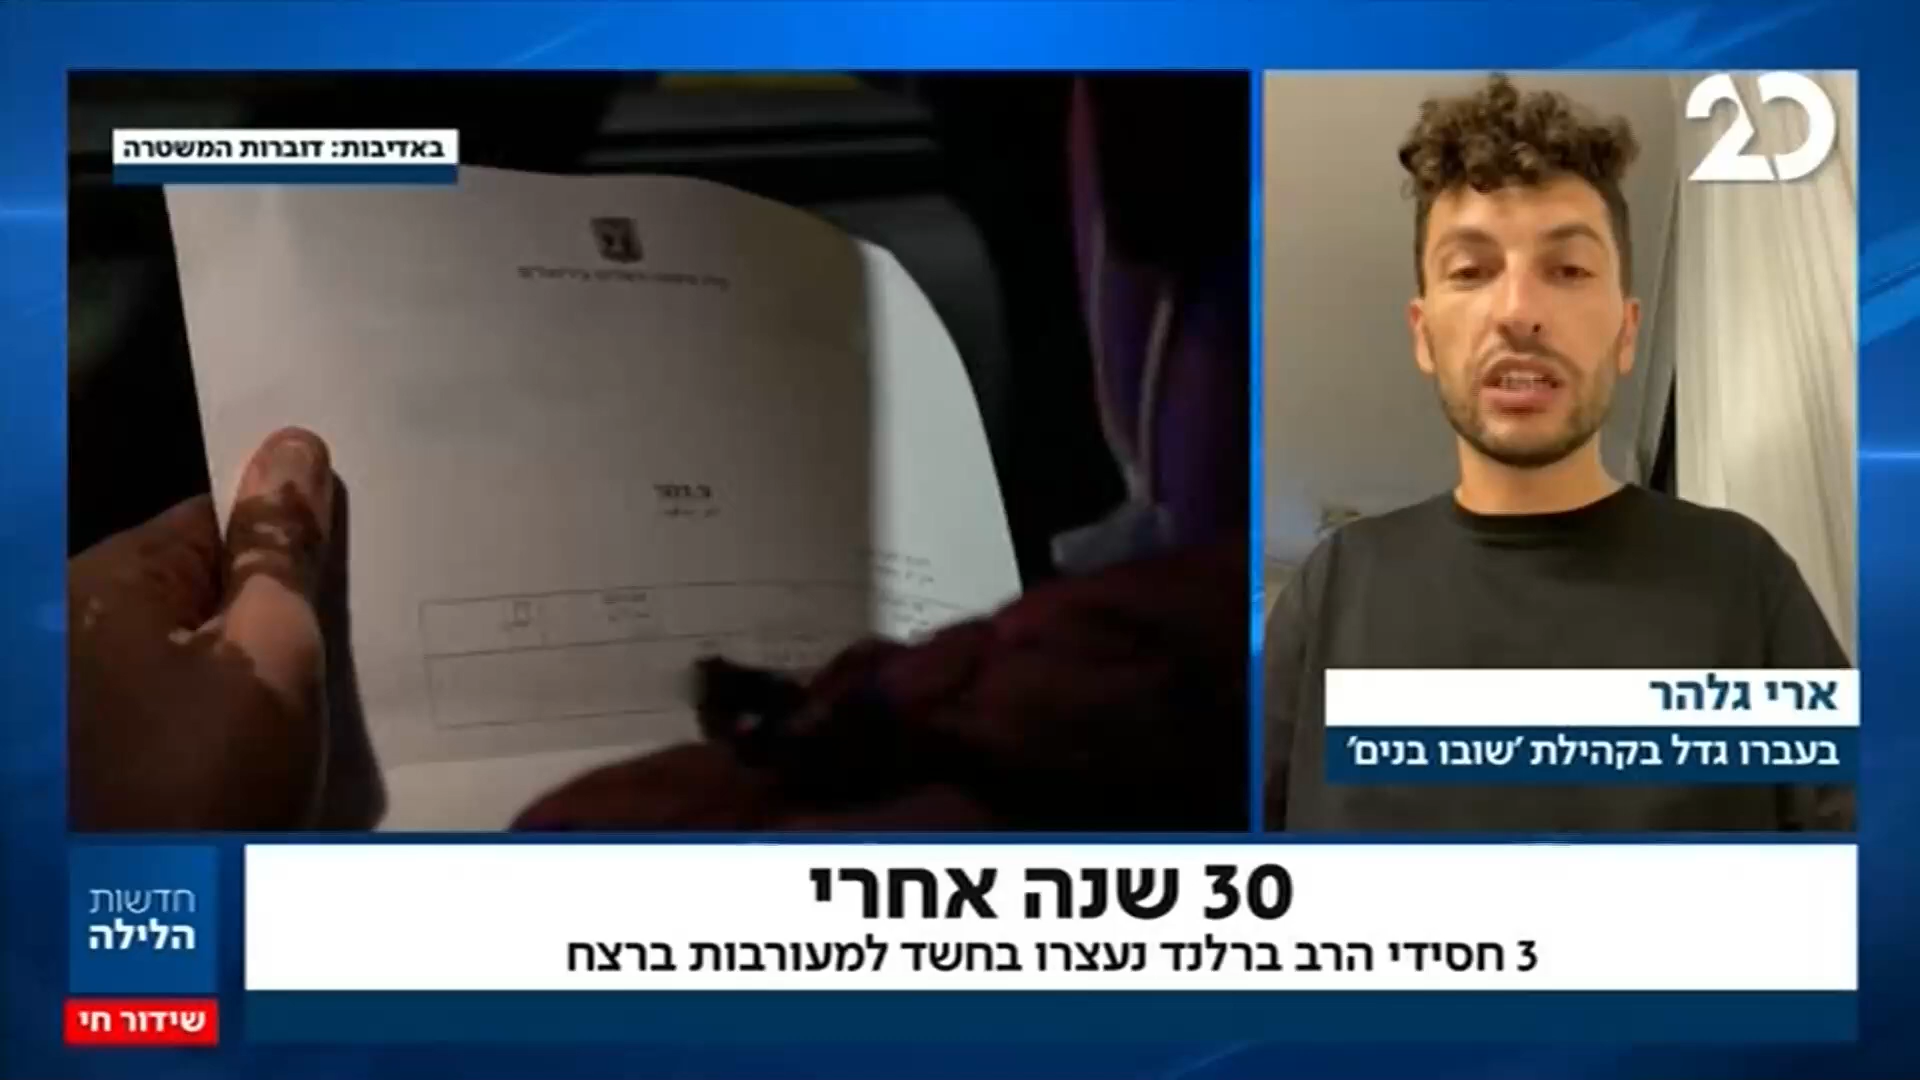 באדיבות: דוברות המשטרה
20
ארי גלהר
בעברו גדל בקהילת 'שובו בנים'
30 שנה אחרי
3 חסידי הרב ברלנד נעצרו בחשד למעורבות ברצח
חדשות
הלילה
שידור חי